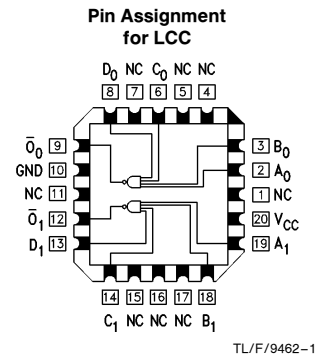 Pin Assignment
for LCC
D0 NC C0 NC NC
8 7 6 5 4
O̅0 9
3 B0
GND 10
2 A0
NC 11
1 NC
O̅1 12
20 VCC
D1 13
19 A1
14 15 16 17 18
C1 NC NC NC B1
TL/F/9462-1